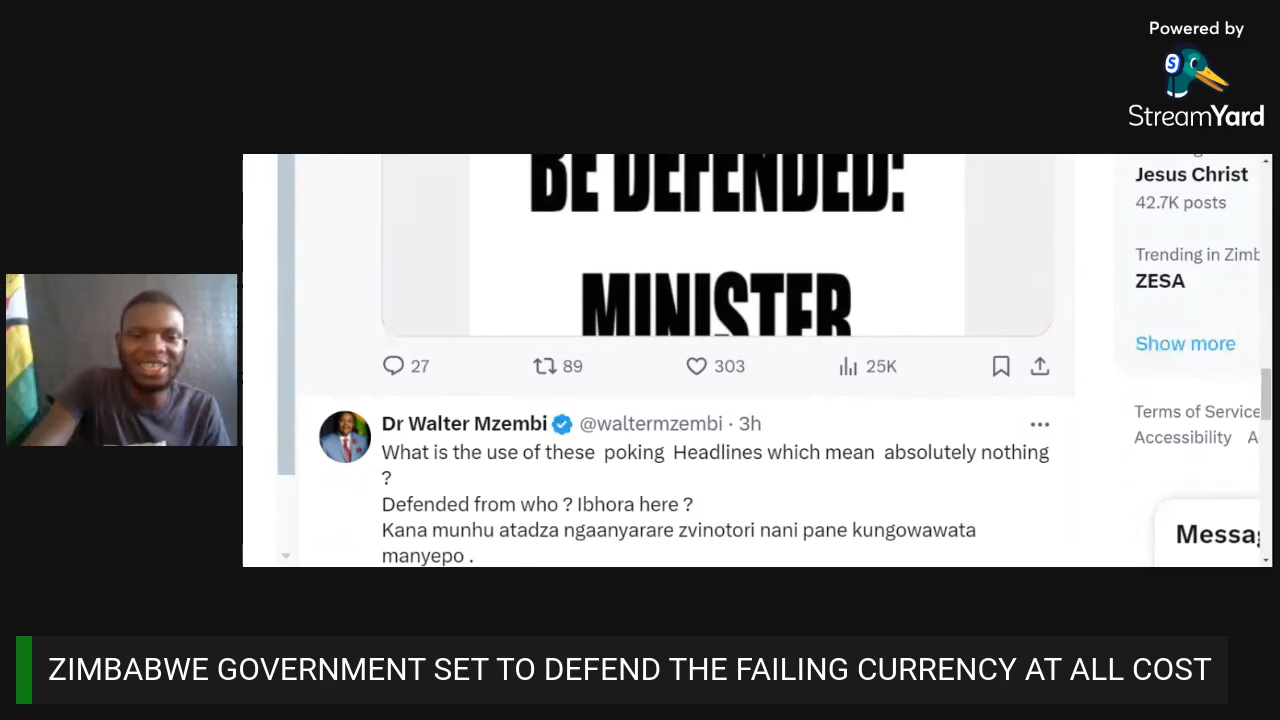 Powered by
StreamYard
BE DEFENDED:
MINISTER
Jesus Christ
42.7K posts
Trending in Zimb
ZESA
Show more
27 89 303 25K
Terms of Service
Accessibility A
Dr Walter Mzembi @waltermzembi · 3h
What is the use of these poking Headlines which mean absolutely nothing
?
Defended from who ? Ibhora here ?
Kana munhu atadza ngaanyarare zvinotori nani pane kungowawata
manyepo .
Messag
ZIMBABWE GOVERNMENT SET TO DEFEND THE FAILING CURRENCY AT ALL COST